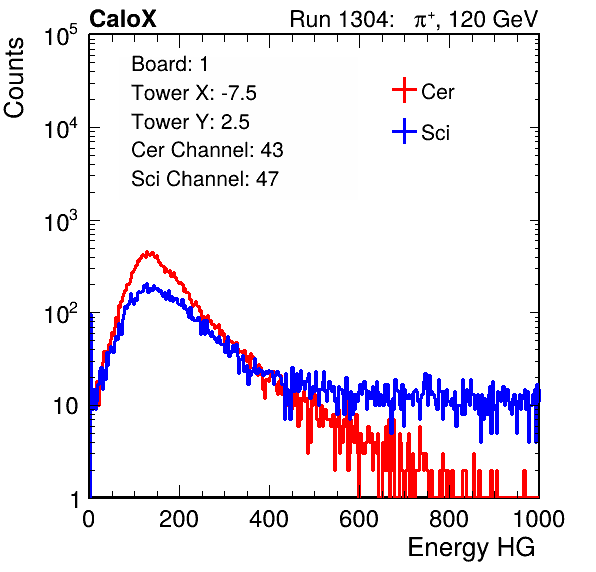 CaloX Run 1304: π⁺, 120 GeV
Counts
Board: 1
Tower X: -7.5
Tower Y: 2.5
Cer Channel: 43
Sci Channel: 47
Cer
Sci
10⁵
10⁴
10³
10²
10
1
0 200 400 600 800 1000
Energy HG